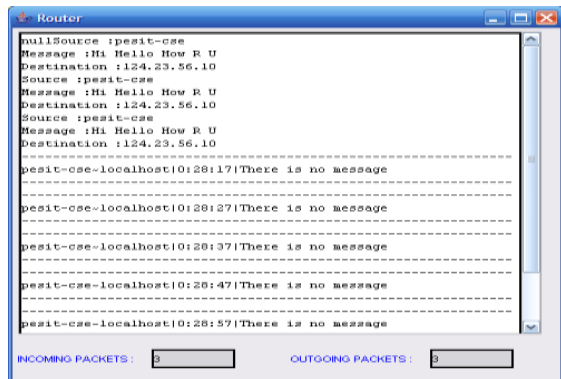 Router
nullSource :pesit-cse
Message :Hi Hello How R U
Destination :124.23.56.10
Source :pesit-cse
Message :Hi Hello How R U
Destination :124.23.56.10
Source :pesit-cse
Message :Hi Hello How R U
Destination :124.23.56.10
--------------------------------------------------------
pesit-cse~localhost|0:28:17|There is no message
--------------------------------------------------------
--------------------------------------------------------
pesit-cse~localhost|0:28:27|There is no message
--------------------------------------------------------
--------------------------------------------------------
pesit-cse~localhost|0:28:37|There is no message
--------------------------------------------------------
--------------------------------------------------------
pesit-cse~localhost|0:28:47|There is no message
--------------------------------------------------------
--------------------------------------------------------
pesit-cse~localhost|0:28:57|There is no message
INCOMING PACKETS : 3 OUTGOING PACKETS : 3